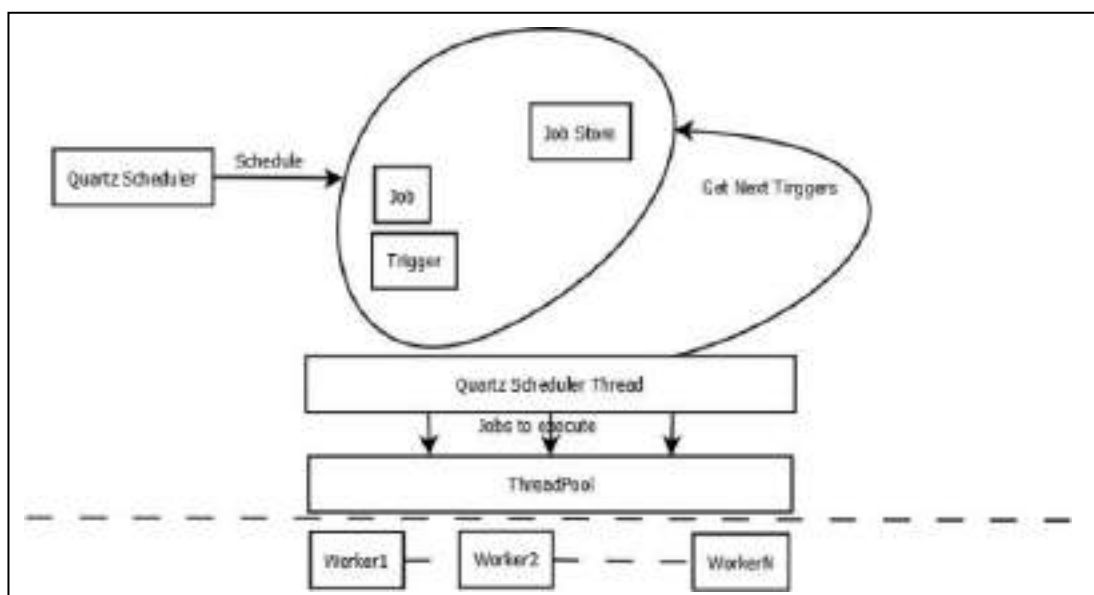 Job Store
Schedule
Quartz Scheduler
Job
Get Next Tirggers
Trigger
Quartz Scheduler Thread
Jobs to execute
ThreadPool
Worker1
Worker2
WorkerN